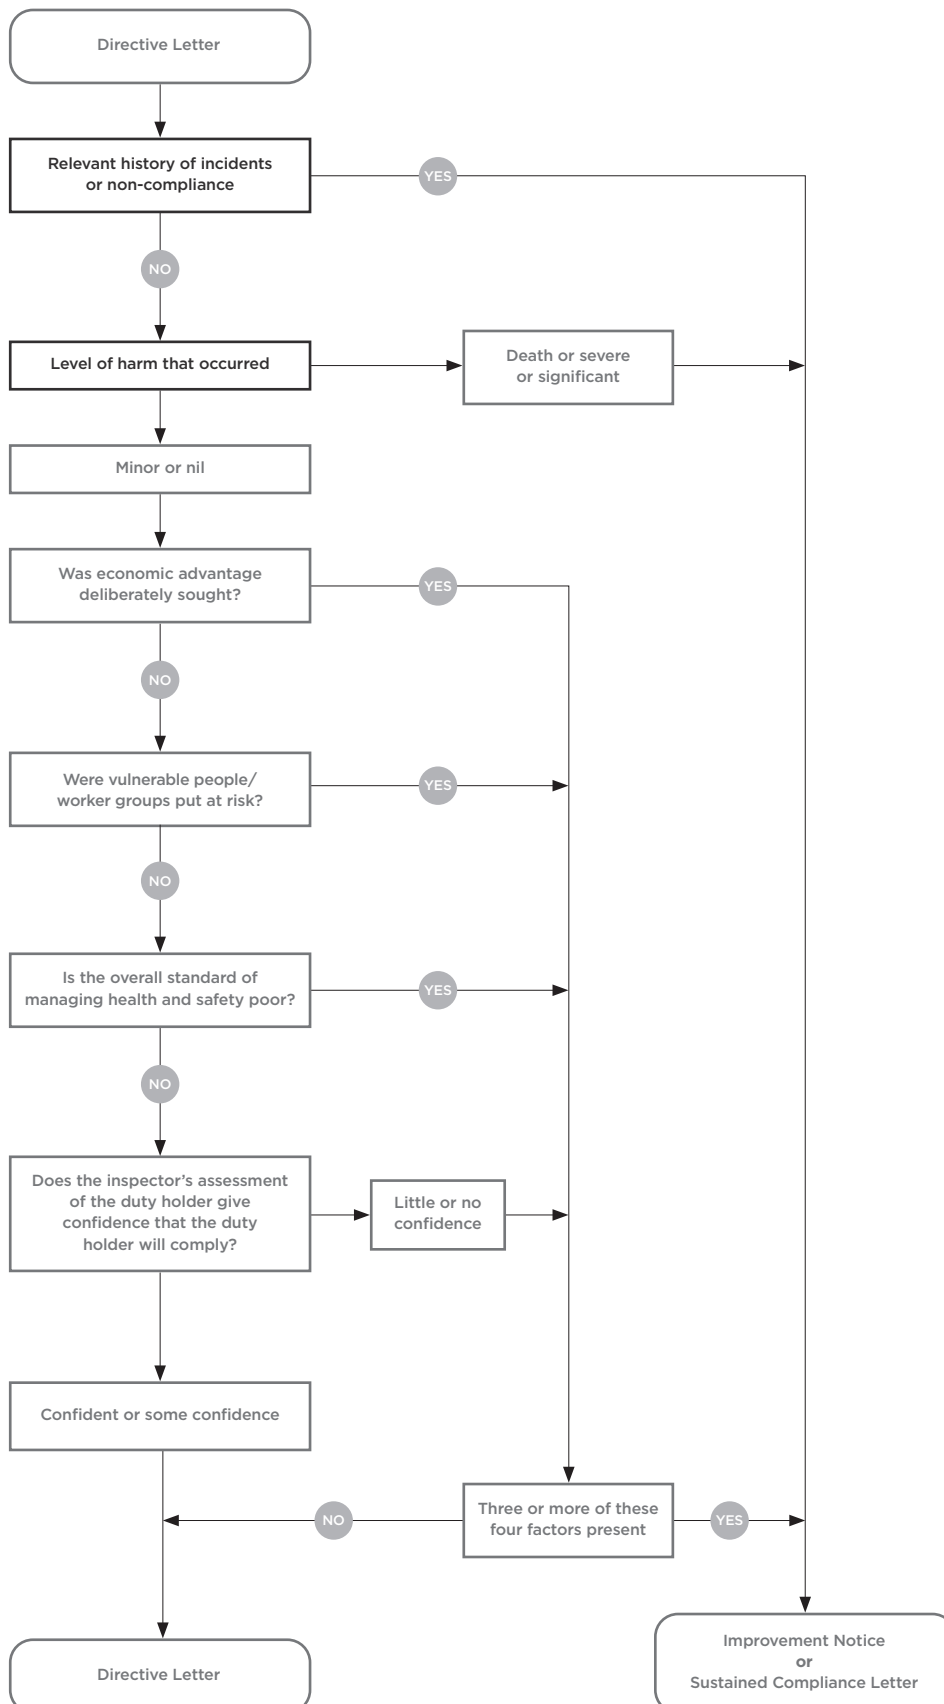 Directive Letter
Relevant history of incidents
or non-compliance
YES
NO
Level of harm that occurred
Death or severe
or significant
Minor or nil
Was economic advantage
deliberately sought?
YES
NO
Were vulnerable people/
worker groups put at risk?
YES
NO
Is the overall standard of
managing health and safety poor?
YES
NO
Does the inspector’s assessment
of the duty holder give
confidence that the duty
holder will comply?
Little or no
confidence
Confident or some confidence
Three or more of these
four factors present
NO
YES
Directive Letter
Improvement Notice
or
Sustained Compliance Letter